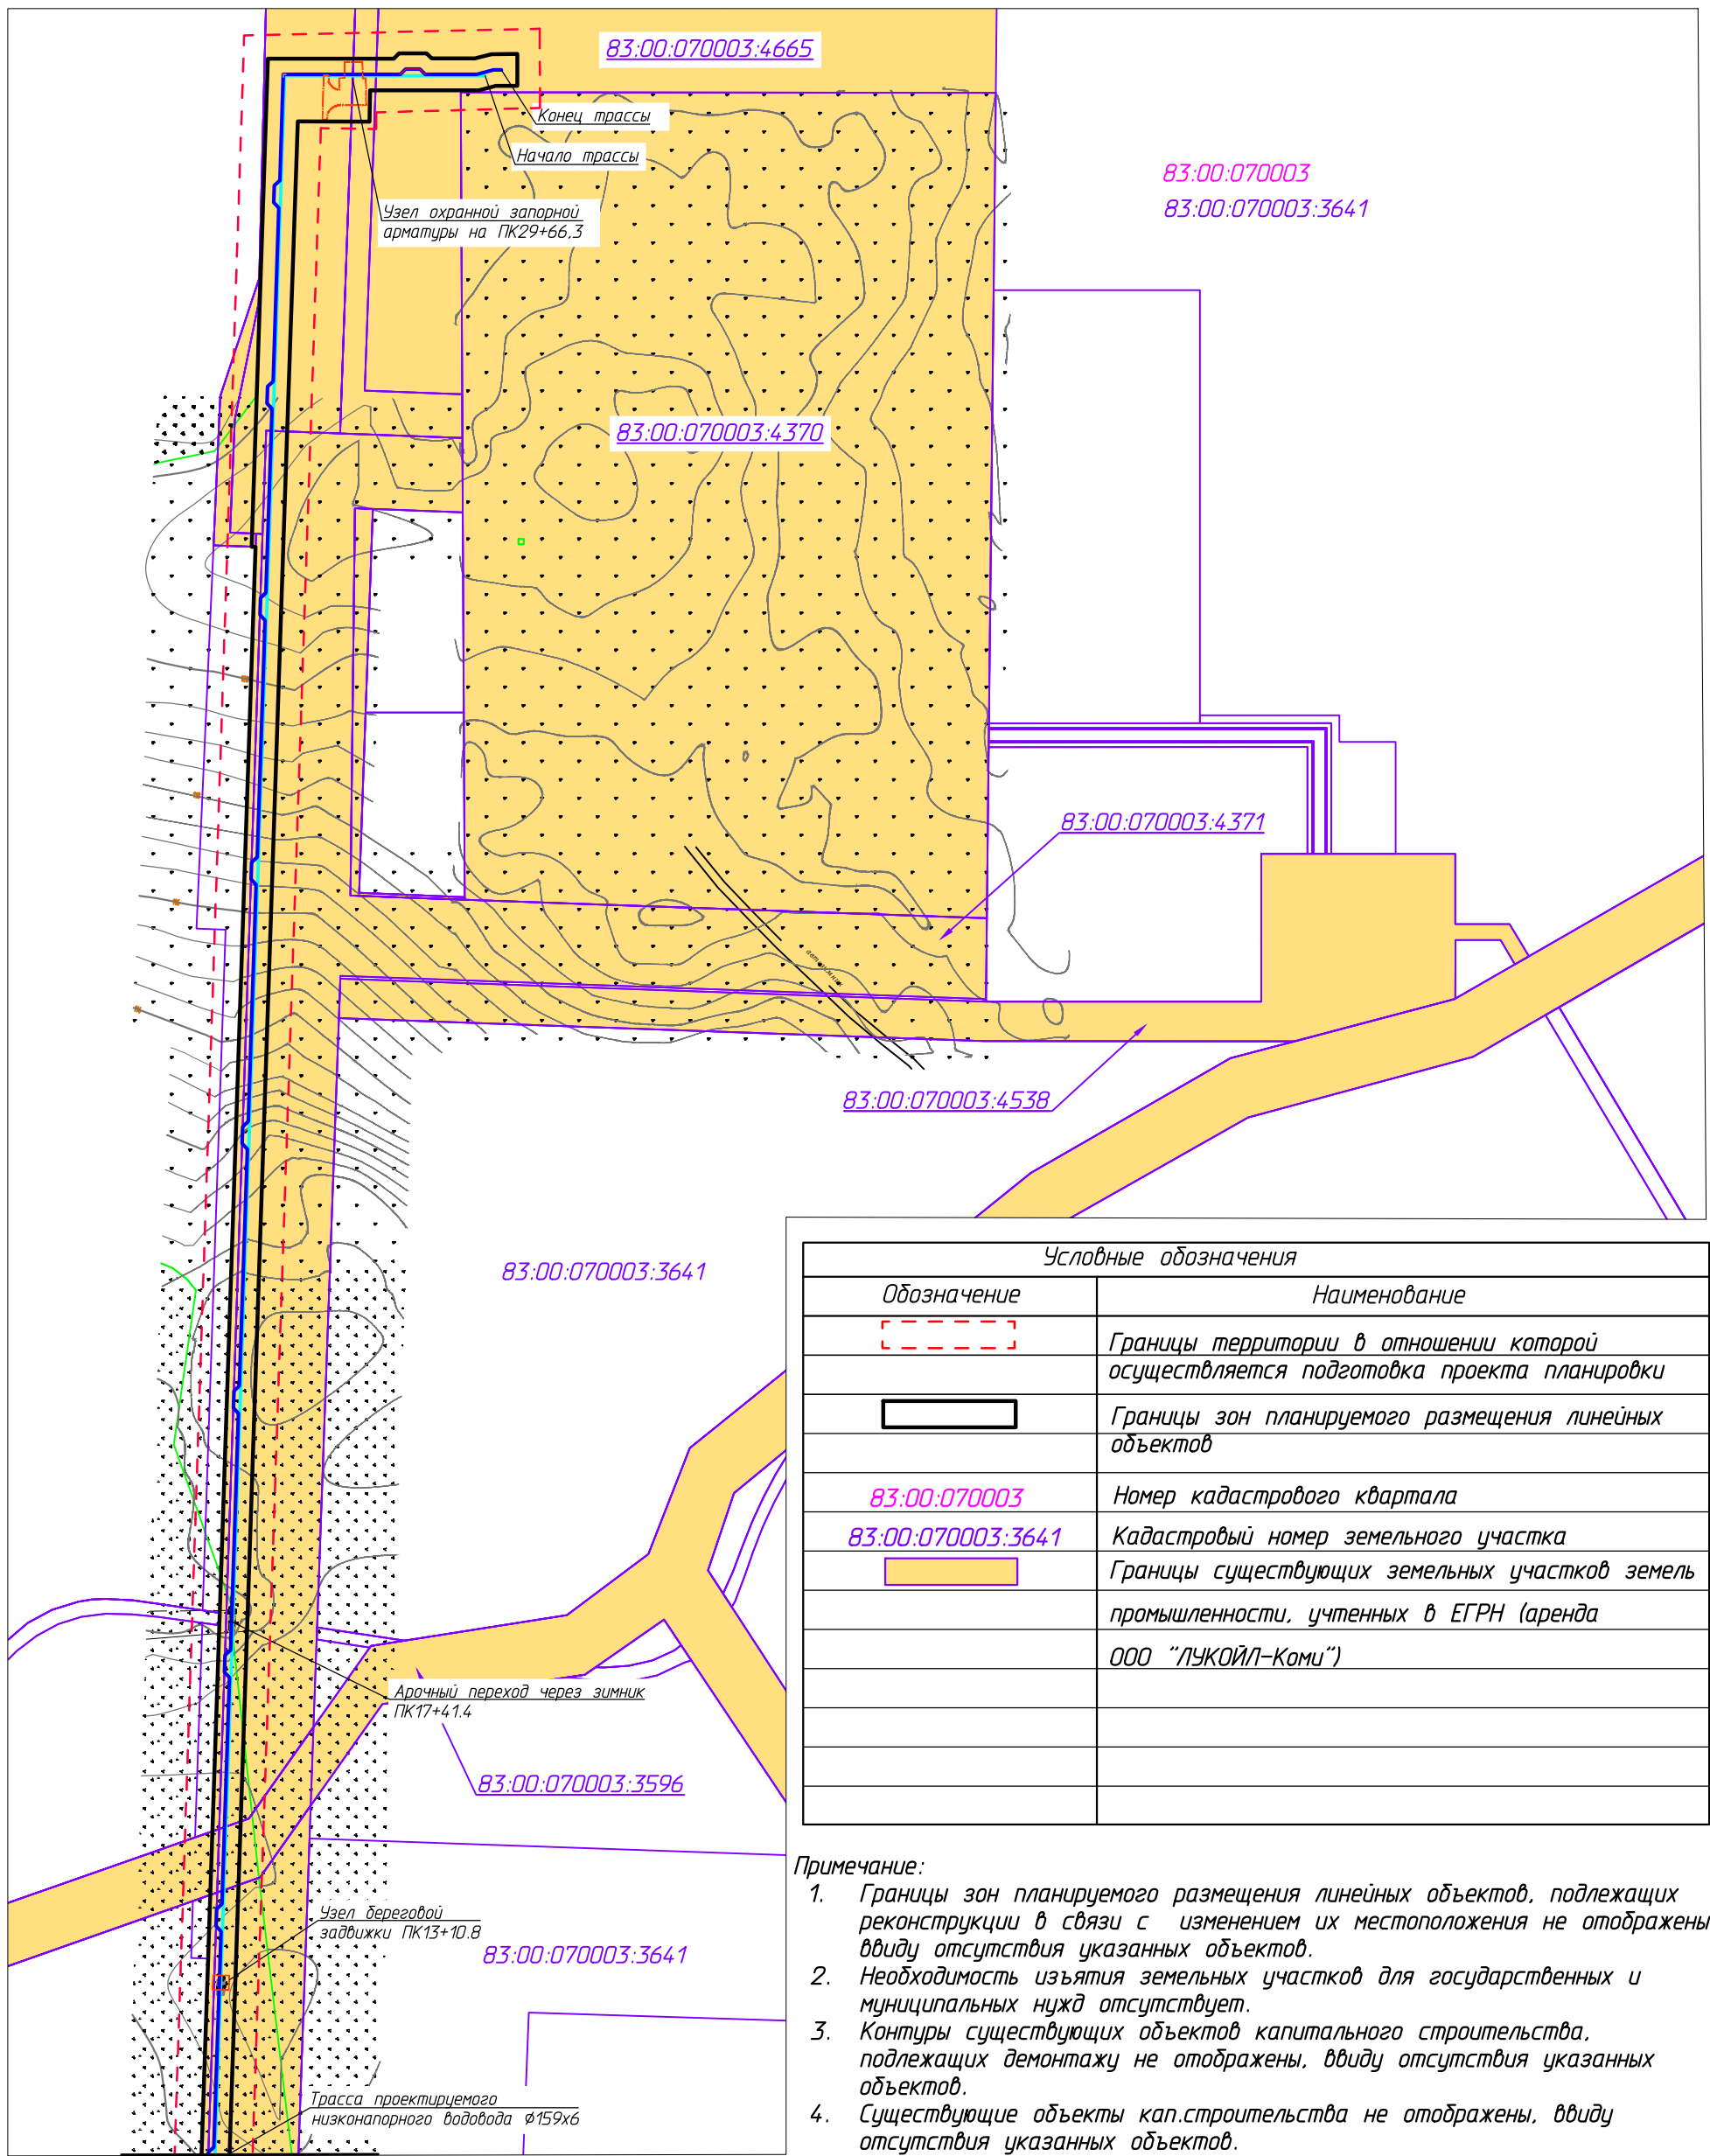 83:00:070003:4665
Конец трассы
Начало трассы
83:00:070003
83:00:070003:3641
Узел охранной запорной
арматуры на ПК29+66,3
83:00:070003:4370
83:00:070003:4371
83:00:070003:4538
83:00:070003:3641
Арочный переход через зимник
ПК17+41.4
83:00:070003:3596
Узел береговой
задвижки ПК13+10.8
83:00:070003:3641
Трасса проектируемого
низконапорного водовода ϕ159х6
Условные обозначения
Обозначение Наименование
Границы территории в отношении которой
осуществляется подготовка проекта планировки
Границы зон планируемого размещения линейных
объектов
83:00:070003 Номер кадастрового квартала
83:00:070003:3641 Кадастровый номер земельного участка
Границы существующих земельных участков земель
промышленности, учтенных в ЕГРН (аренда
ООО "ЛУКОЙЛ-Коми")
Примечание:
1. Границы зон планируемого размещения линейных объектов, подлежащих
реконструкции в связи с изменением их местоположения не отображены
ввиду отсутствия указанных объектов.
2. Необходимость изъятия земельных участков для государственных и
муниципальных нужд отсутствует.
3. Контуры существующих объектов капитального строительства,
подлежащих демонтажу не отображены, ввиду отсутствия указанных
объектов.
4. Существующие объекты кап.строительства не отображены, ввиду
отсутствия указанных объектов.